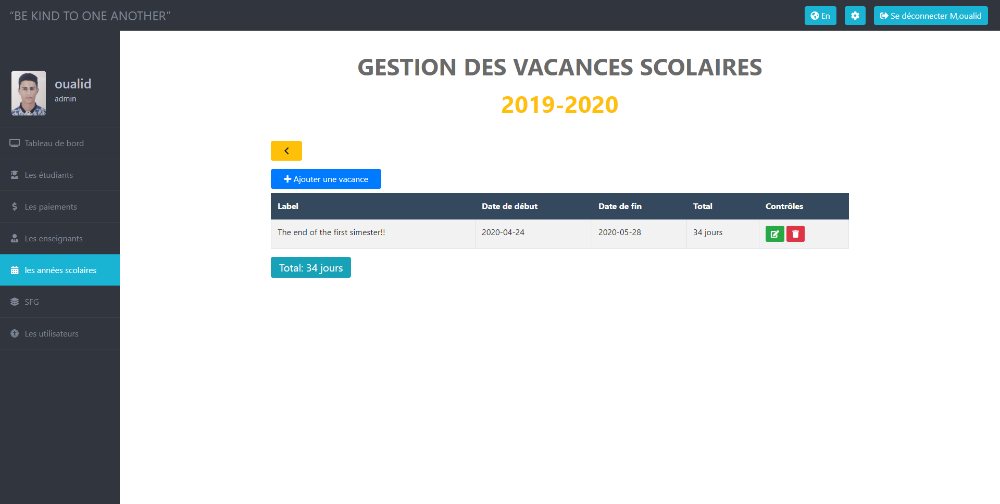 “BE KIND TO ONE ANOTHER”
En
Se déconnecter M,oualid
oualid
admin
Tableau de bord
Les étudiants
Les paiements
Les enseignants
les années scolaires
SFG
Les utilisateurs
GESTION DES VACANCES SCOLAIRES
2019-2020
Ajouter une vacance
Label Date de début Date de fin Total Contrôles
The end of the first simester!! 2020-04-24 2020-05-28 34 jours
Total: 34 jours